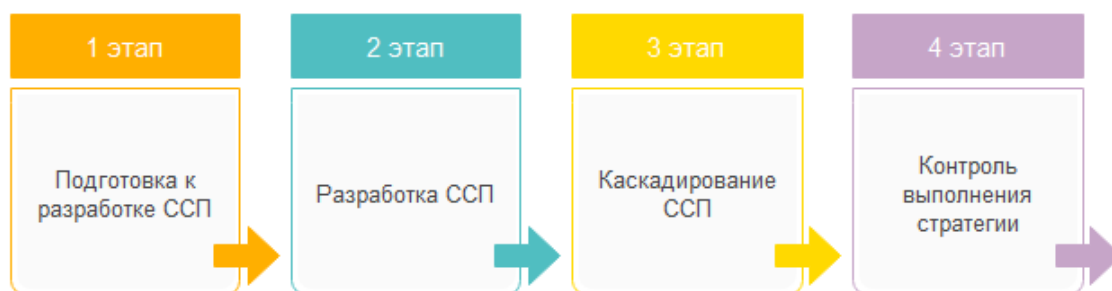 1 этап
2 этап
3 этап
4 этап
Подготовка к
разработке ССП
Разработка ССП
Каскадирование
ССП
Контроль
выполнения
стратегии